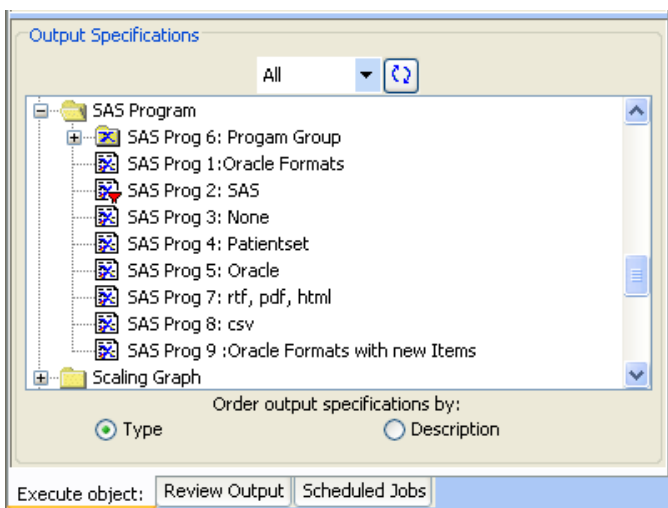 Output Specifications
All
SAS Program
SAS Prog 6: Progam Group
SAS Prog 1:Oracle Formats
SAS Prog 2: SAS
SAS Prog 3: None
SAS Prog 4: Patientset
SAS Prog 5: Oracle
SAS Prog 7: rtf, pdf, html
SAS Prog 8: csv
SAS Prog 9 :Oracle Formats with new Items
Scaling Graph
Order output specifications by:
Type Description
Execute object: Review Output Scheduled Jobs